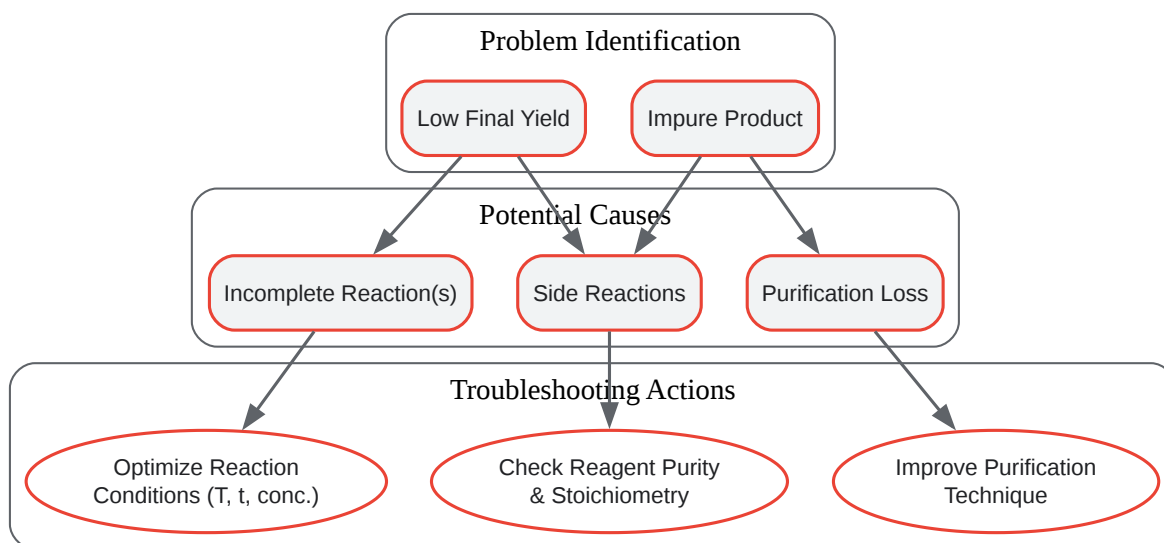 Problem Identification
Low Final Yield
Impure Product
Potential Causes
Incomplete Reaction(s)
Side Reactions
Purification Loss
Troubleshooting Actions
Optimize Reaction
Conditions (T, t, conc.)
Check Reagent Purity
& Stoichiometry
Improve Purification
Technique